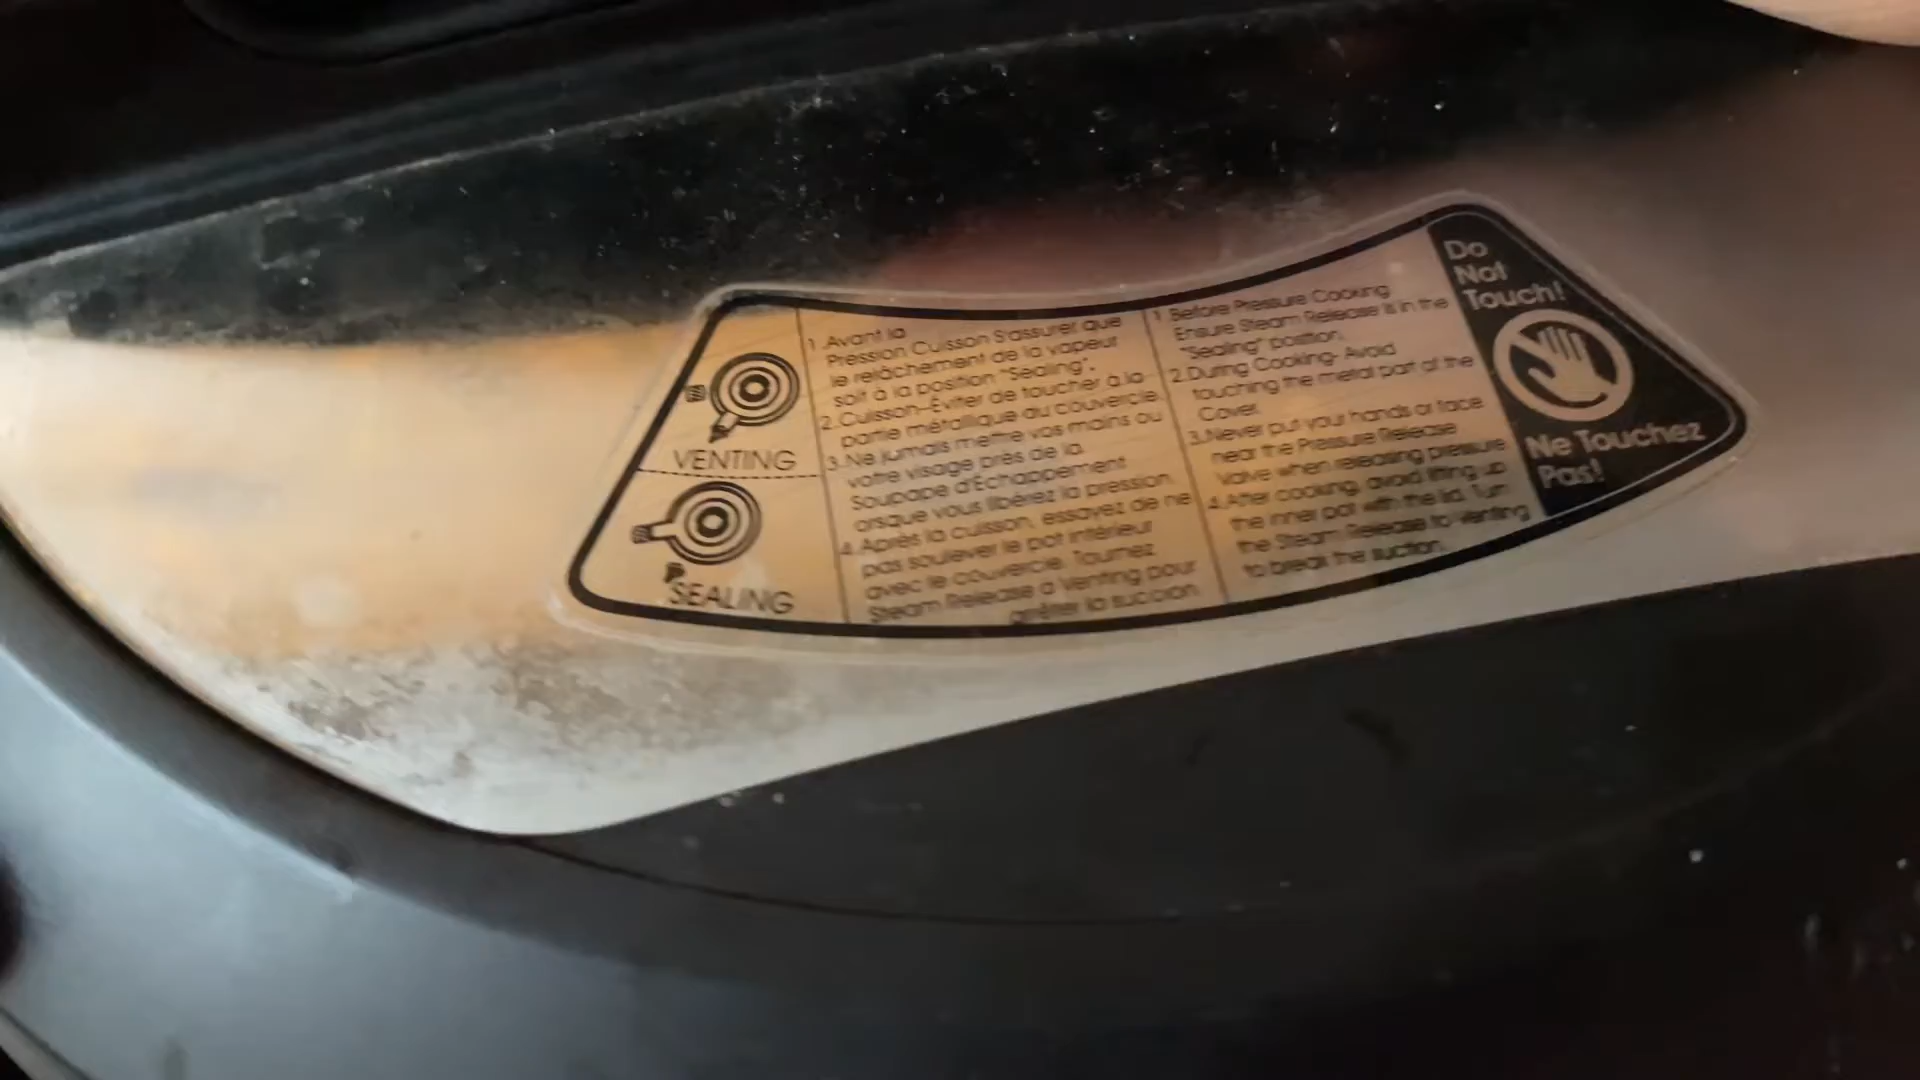 VENTING
SEALING
1.Avant la
Pression Cuisson S'assurer que
le relâchement de la vapeur
soit à la position "Sealing".
2.Cuisson-Éviter de toucher à la
partie métallique du couvercle.
3.Ne jumais mettre vos mains ou
votre visage près de la
Soupape d'Échappement
orsque vous libérez la pression.
4.Après la cuisson, essayez de ne
pas soulever le pot intérieur
avec le couvercle. Tournez
Steam Release a Venting pour
arrêter la succion.
1.Before Pressure Cooking
Ensure Steam Release is in the
"Sealing" position.
2.During Cooking- Avoid
touching the metal part of the
Cover.
3.Never put your hands or face
near the Pressure Release
Valve when releasing pressure
4.After cooking, avoid lifting up
the inner pot with the lid. Turn
the Steam Release to Venting
to break the suction.
Do
Not
Touch!
Ne Touchez
Pas!